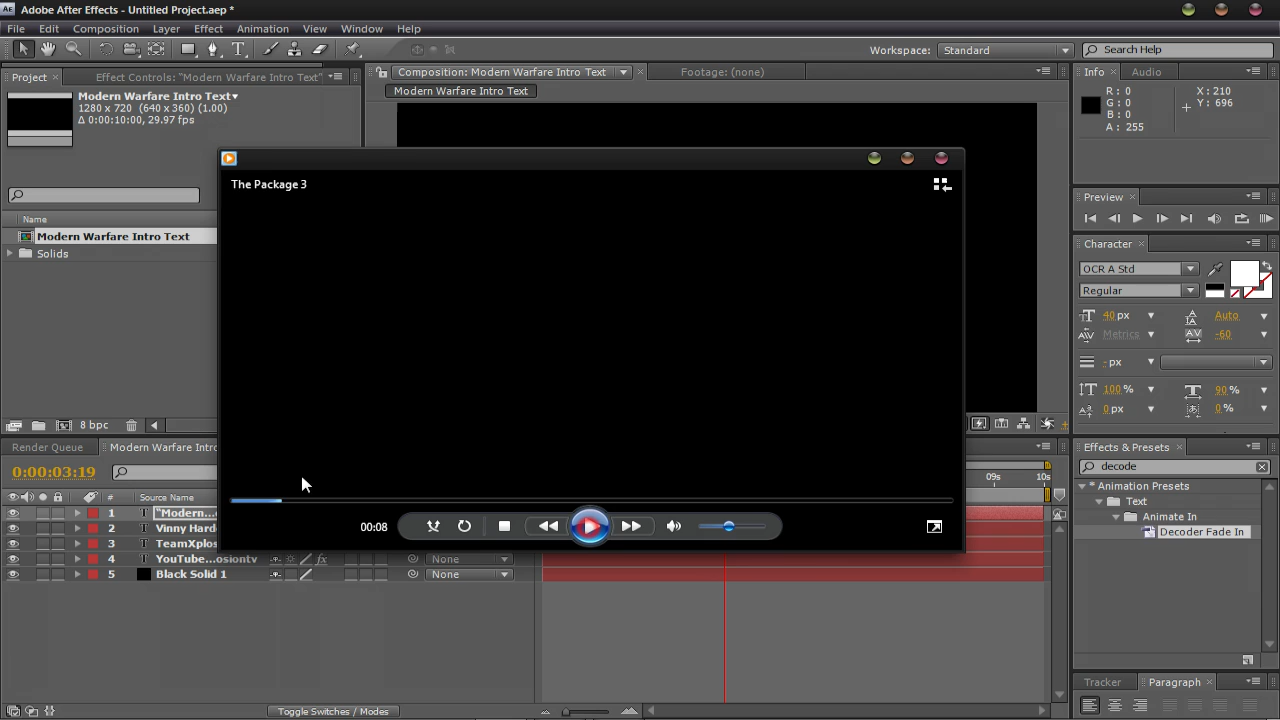 Adobe After Effects - Untitled Project.aep *
File Edit Composition Layer Effect Animation View Window Help
Workspace: Standard Search Help
Project Effect Controls: "Modern Warfare Intro Text" Composition: Modern Warfare Intro Text Footage: (none) Info Audio
Modern Warfare Intro Text
1280 x 720 (640 x 360) (1.00)
Δ 0:00:10:00, 29.97 fps
Modern Warfare Intro Text
R: 0 X: 210
G: 0 Y: 696
B: 0
A: 255
The Package 3
Preview
Name
Modern Warfare Intro Text
Solids
Character
OCR A Std
Regular
40 px Auto
Metrics -60
- px
100 % 90 %
0 px 0 %
8 bpc
Render Queue Modern Warfare Intro
Effects & Presets
0:00:03:19
decode
09s 10s
* Animation Presets
Text
Animate In
Decoder Fade In
# Source Name
1 "Modern...
2 Vinny Hard
3 TeamXplo
4 YouTube...osiontv None
5 Black Solid 1 None
00:08
Toggle Switches / Modes
Tracker Paragraph